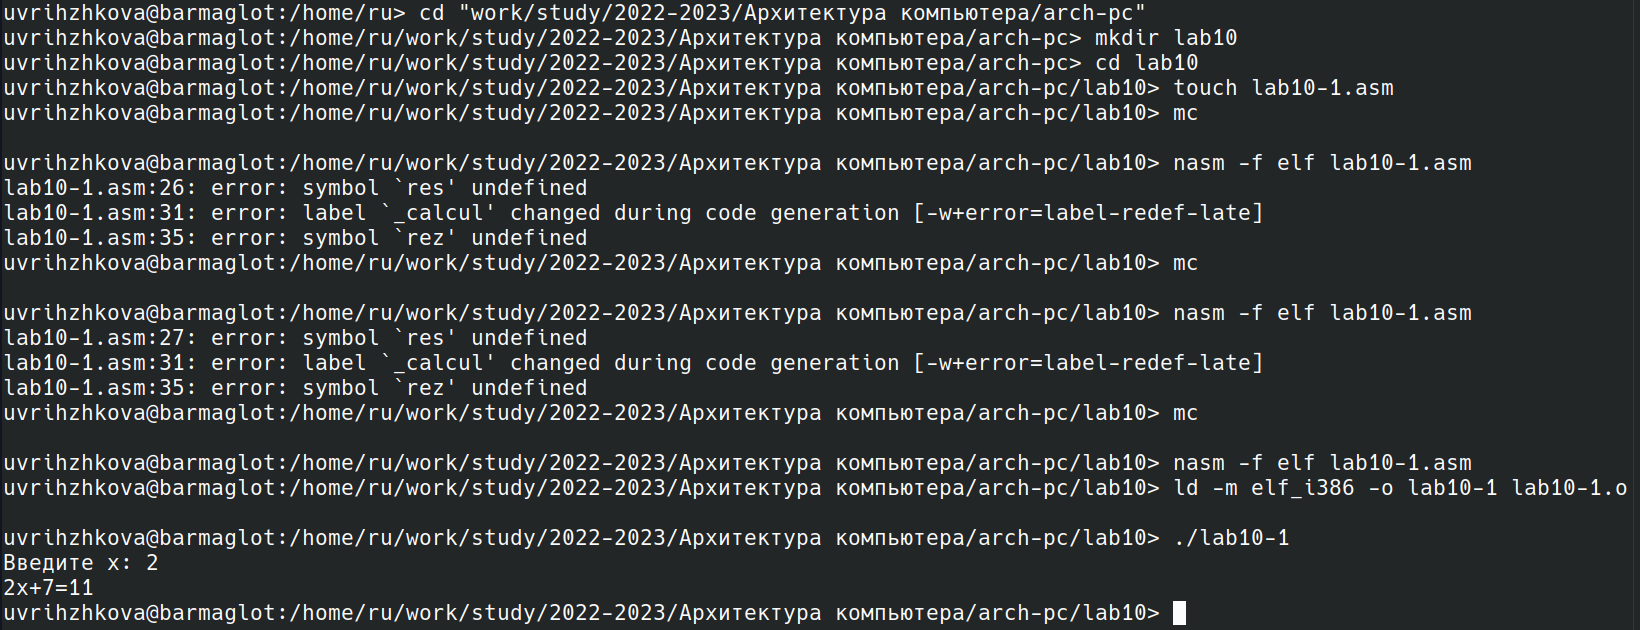 uvrihzhkova@barmaglot:/home/ru> cd "work/study/2022-2023/Архитектура компьютера/arch-pc"
uvrihzhkova@barmaglot:/home/ru/work/study/2022-2023/Архитектура компьютера/arch-pc> mkdir lab10
uvrihzhkova@barmaglot:/home/ru/work/study/2022-2023/Архитектура компьютера/arch-pc> cd lab10
uvrihzhkova@barmaglot:/home/ru/work/study/2022-2023/Архитектура компьютера/arch-pc/lab10> touch lab10-1.asm
uvrihzhkova@barmaglot:/home/ru/work/study/2022-2023/Архитектура компьютера/arch-pc/lab10> mc
uvrihzhkova@barmaglot:/home/ru/work/study/2022-2023/Архитектура компьютера/arch-pc/lab10> nasm -f elf lab10-1.asm
lab10-1.asm:26: error: symbol `res' undefined
lab10-1.asm:31: error: label `_calcul' changed during code generation [-w+error=label-redef-late]
lab10-1.asm:35: error: symbol `rez' undefined
uvrihzhkova@barmaglot:/home/ru/work/study/2022-2023/Архитектура компьютера/arch-pc/lab10> mc
uvrihzhkova@barmaglot:/home/ru/work/study/2022-2023/Архитектура компьютера/arch-pc/lab10> nasm -f elf lab10-1.asm
lab10-1.asm:27: error: symbol `res' undefined
lab10-1.asm:31: error: label `_calcul' changed during code generation [-w+error=label-redef-late]
lab10-1.asm:35: error: symbol `rez' undefined
uvrihzhkova@barmaglot:/home/ru/work/study/2022-2023/Архитектура компьютера/arch-pc/lab10> mc
uvrihzhkova@barmaglot:/home/ru/work/study/2022-2023/Архитектура компьютера/arch-pc/lab10> nasm -f elf lab10-1.asm
uvrihzhkova@barmaglot:/home/ru/work/study/2022-2023/Архитектура компьютера/arch-pc/lab10> ld -m elf_i386 -o lab10-1 lab10-1.o
uvrihzhkova@barmaglot:/home/ru/work/study/2022-2023/Архитектура компьютера/arch-pc/lab10> ./lab10-1
Введите x: 2
2x+7=11
uvrihzhkova@barmaglot:/home/ru/work/study/2022-2023/Архитектура компьютера/arch-pc/lab10>